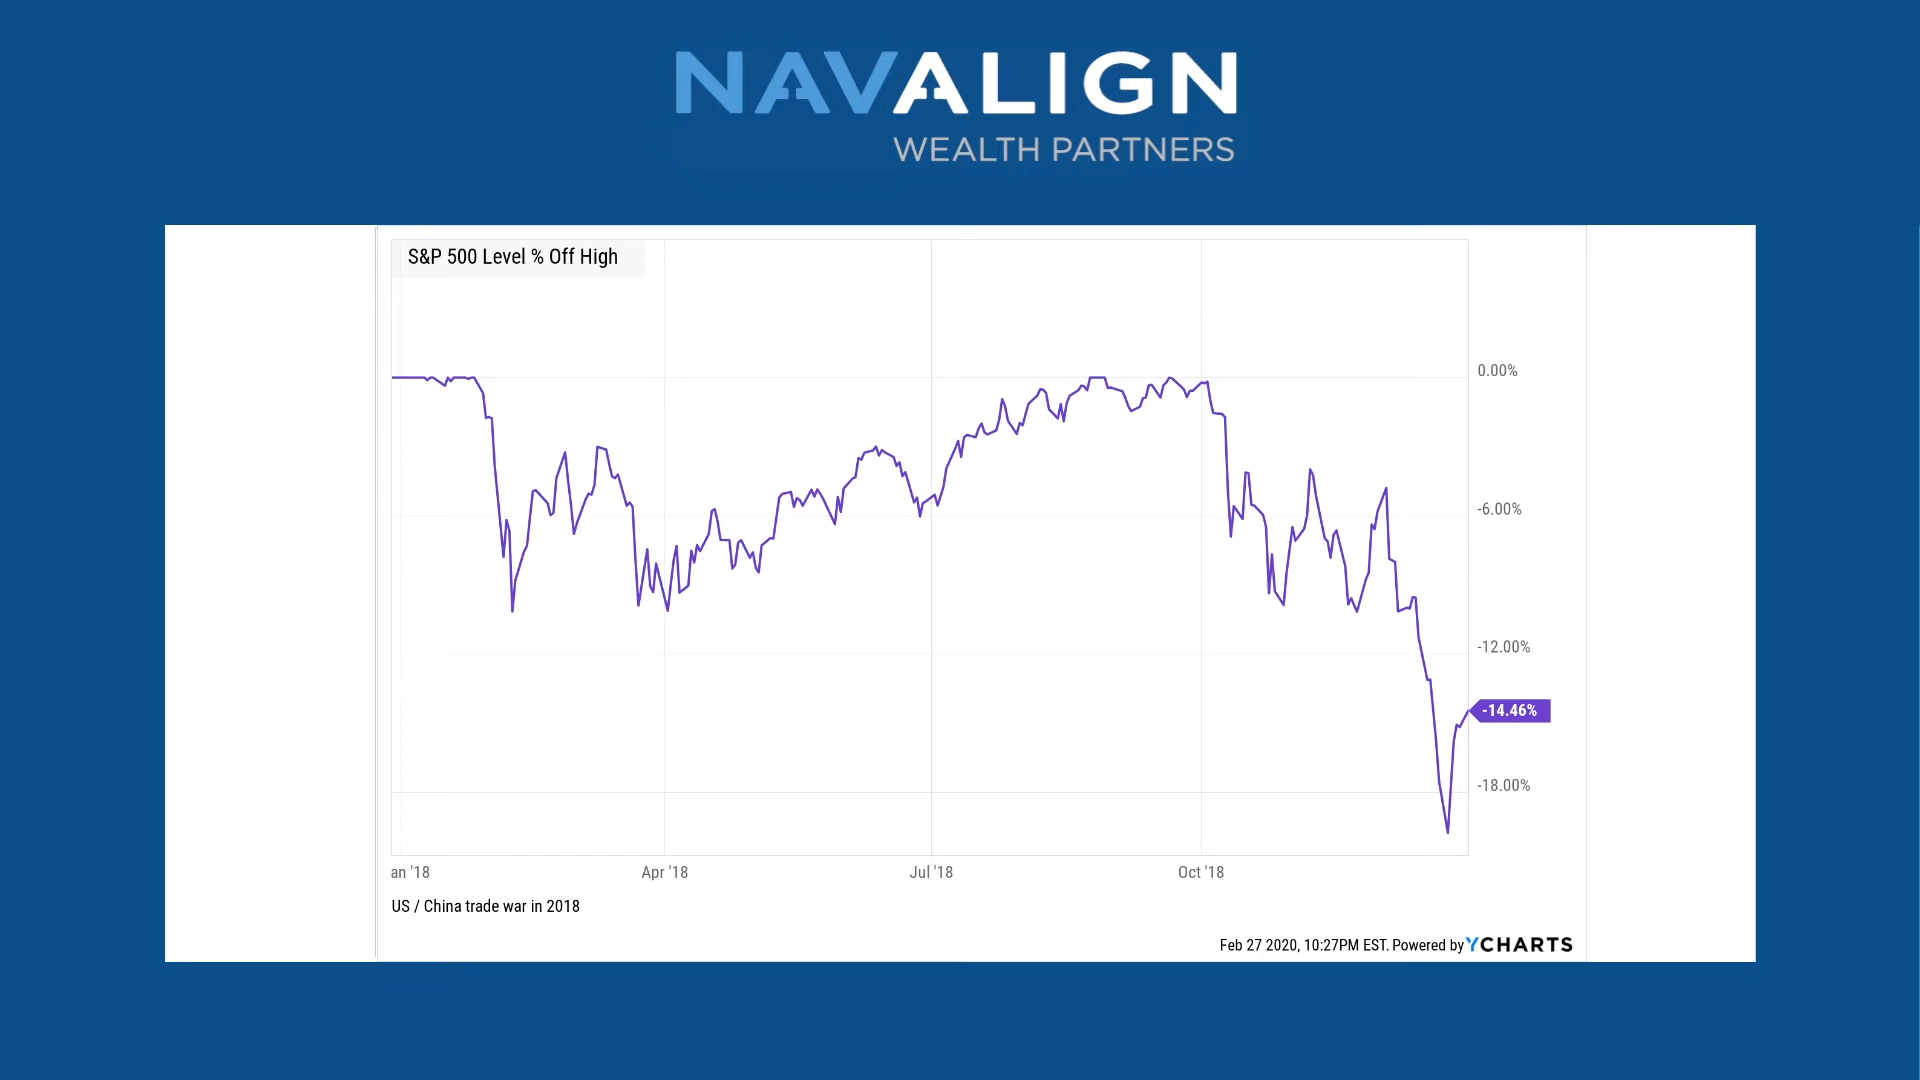 NAVALIGN
WEALTH PARTNERS
S&P 500 Level % Off High
0.00%
-6.00%
-12.00%
-14.46%
-18.00%
an '18
Apr '18
Jul '18
Oct '18
US / China trade war in 2018
Feb 27 2020, 10:27PM EST. Powered by YCHARTS